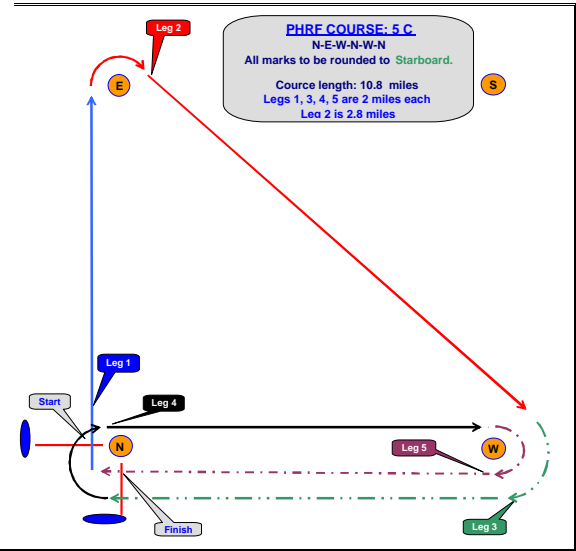 Leg 2
PHRF COURSE: 5 C
N-E-W-N-W-N
All marks to be rounded to Starboard.
Cource length: 10.8 miles
Legs 1, 3, 4, 5 are 2 miles each
Leg 2 is 2.8 miles
E
S
Leg 1
Start
Leg 4
N
Leg 5
W
Finish
Leg 3